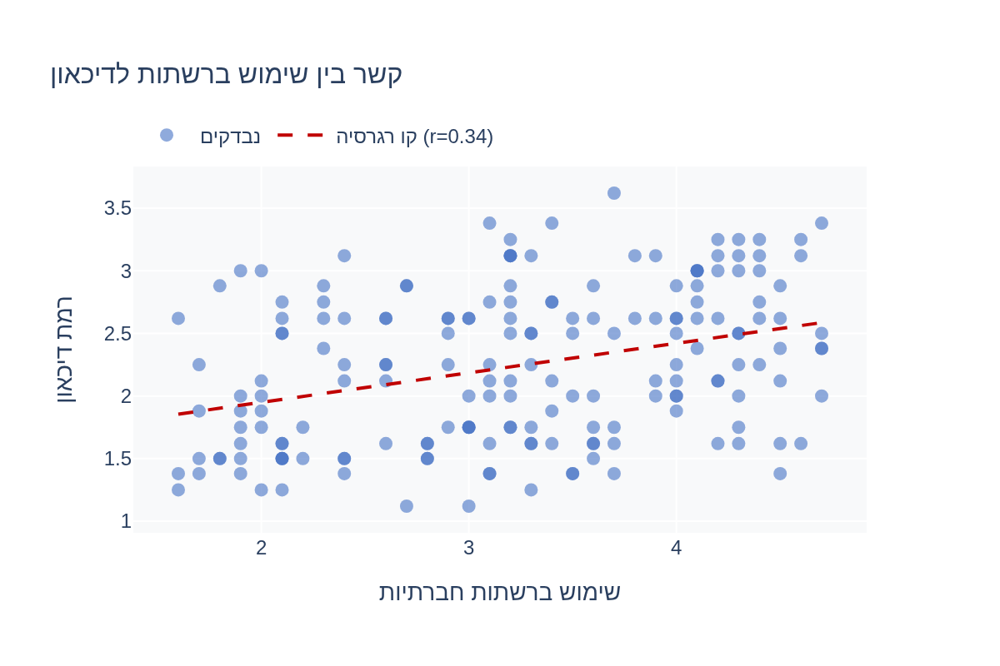 קשר בין שימוש ברשתות לדיכאון
נבדקים
קו רגרסיה (r=0.34)
3.5
3
2.5
2
1.5
1
רמת דיכאון
2
3
4
שימוש ברשתות חברתיות